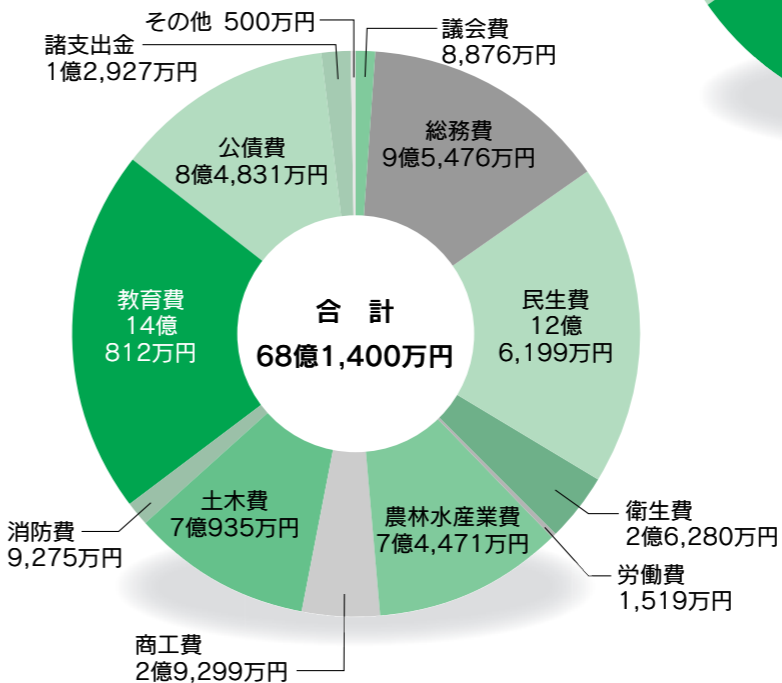 その他 500万円
議会費
8,876万円
総務費
9億5,476万円
民生費
12億
6,199万円
衛生費
2億6,280万円
労働費
1,519万円
農林水産業費
7億4,471万円
商工費
2億9,299万円
土木費
7億935万円
消防費
9,275万円
教育費
14億
812万円
公債費
8億4,831万円
諸支出金
1億2,927万円
合 計
68億1,400万円